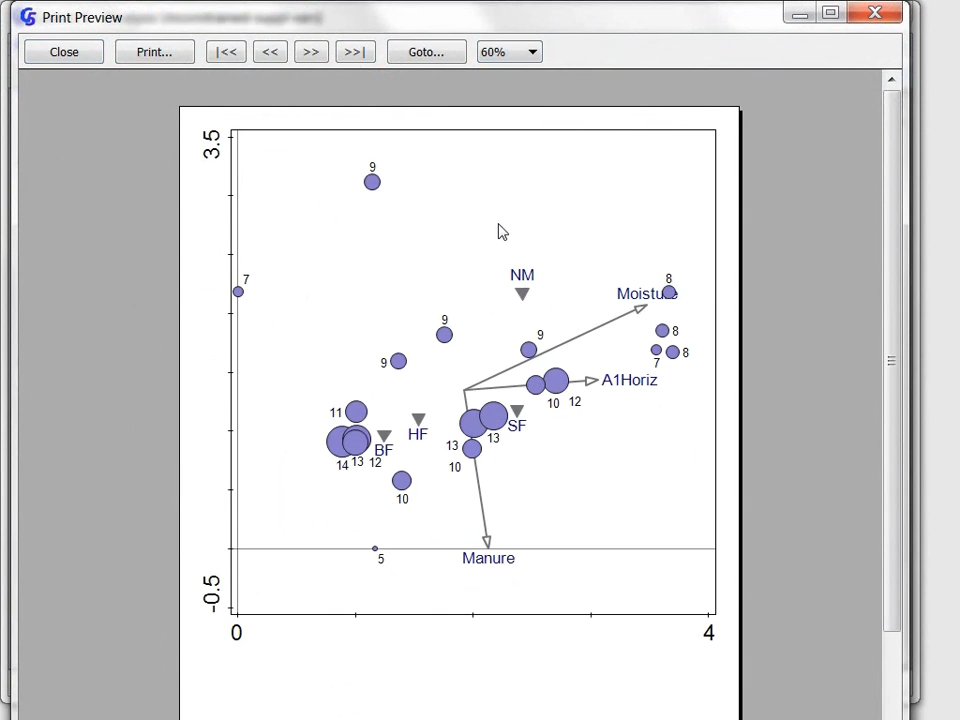 Print Preview
Close Print... |<< << >> >>| Goto... 60%
3.5
9
NM
7
8
Moisture
9
9
8
9
7
8
A1Horiz
10
12
11
HF
SF
13
13
BF
14
13
12
10
10
5
Manure
-0.5
0
4